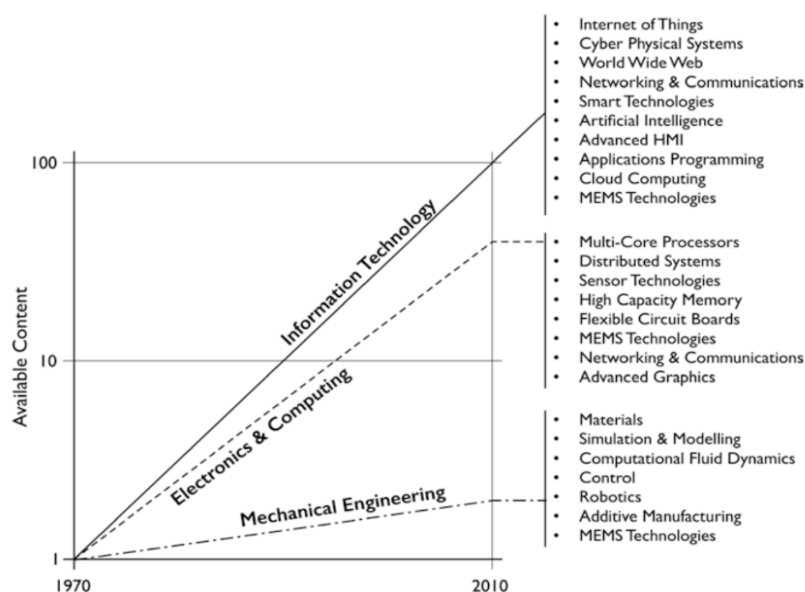 • Internet of Things
• Cyber Physical Systems
• World Wide Web
• Networking & Communications
• Smart Technologies
• Artificial Intelligence
• Advanced HMI
• Applications Programming
• Cloud Computing
• MEMS Technologies
• Multi-Core Processors
• Distributed Systems
• Sensor Technologies
• High Capacity Memory
• Flexible Circuit Boards
• MEMS Technologies
• Networking & Communications
• Advanced Graphics
• Materials
• Simulation & Modelling
• Computational Fluid Dynamics
• Control
• Robotics
• Additive Manufacturing
• MEMS Technologies
Available Content
100
10
1
Information Technology
Electronics & Computing
Mechanical Engineering
1970
2010